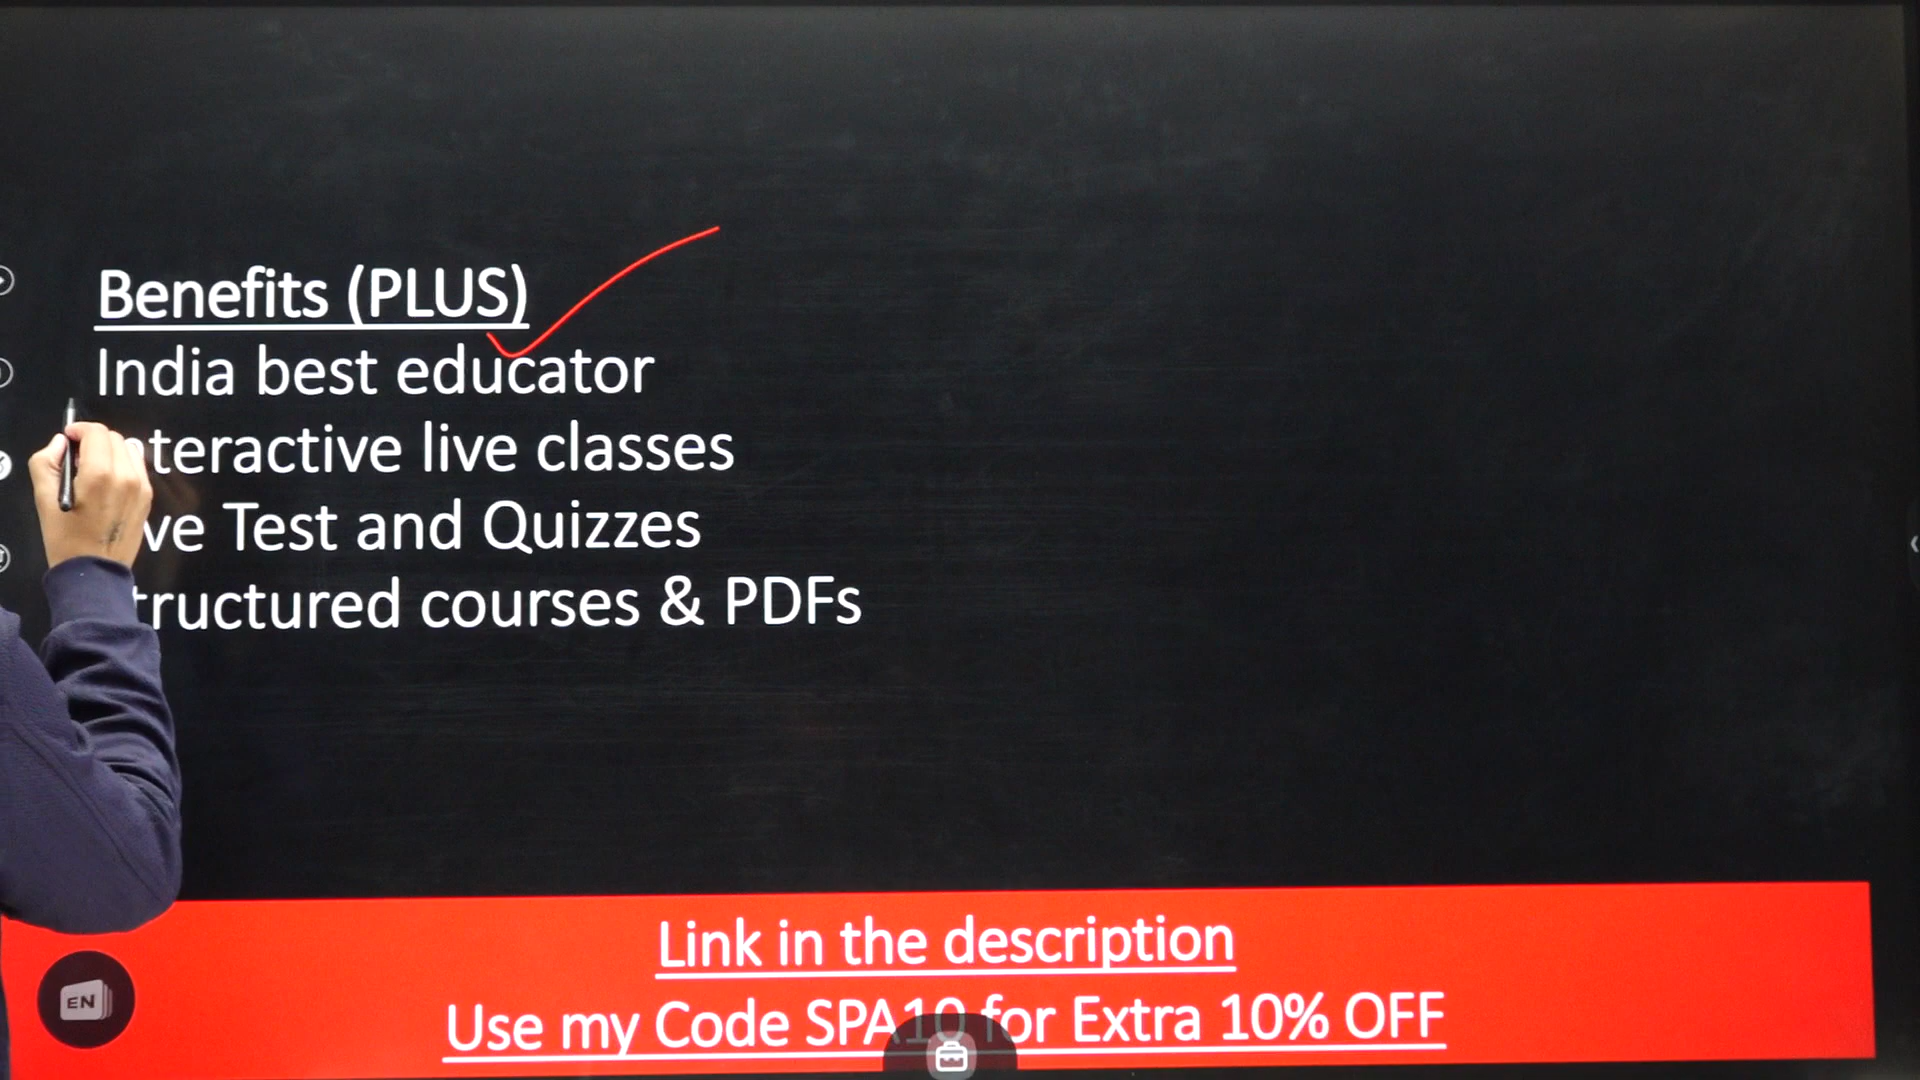 Benefits (PLUS)
India best educator
nteractive live classes
ve Test and Quizzes
tructured courses & PDFs
Link in the description
Use my Code SPA10 for Extra 10% OFF
EN